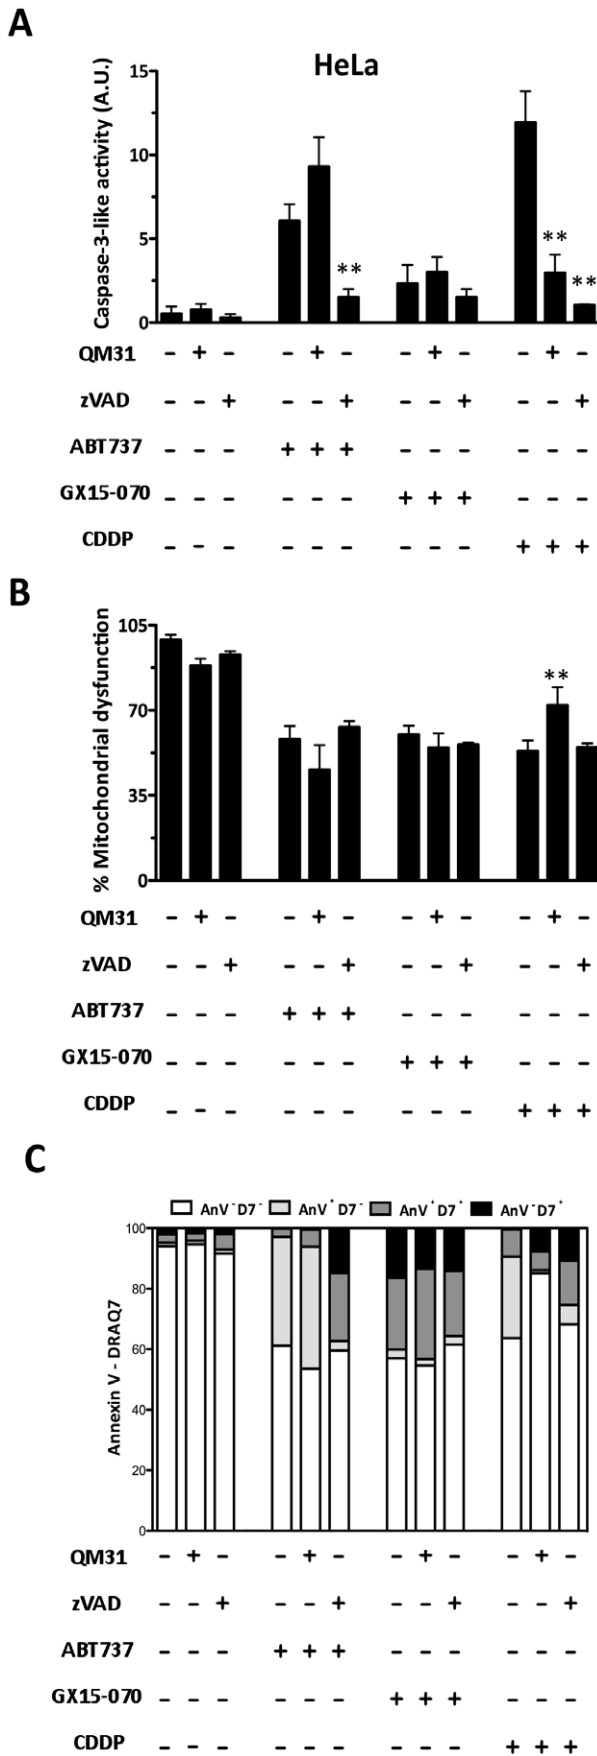 A
HeLa
Caspase-3-like activity (A.U.)
15
10
5
0
** ** **
QM31 - + - - + - - + - - + -
zVAD - - + - - + - - + - - +
ABT737 - - - + + + - - - - - -
GX15-070 - - - - - - + + + - - -
CDDP - - - - - - - - - + + +
B
% Mitochondrial dysfunction
105
70
35
0
**
QM31 - + - - + - - + - - + -
zVAD - - + - - + - - + - - +
ABT737 - - - + + + - - - - - -
GX15-070 - - - - - - + + + - - -
CDDP - - - - - - - - - + + +
C
AnV⁻D7⁻ AnV⁺D7⁻ AnV⁺D7⁺ AnV⁻D7⁺
Annexin V - DRAQ7
100
80
60
40
20
0
QM31 - + - - + - - + - - + -
zVAD - - + - - + - - + - - +
ABT737 - - - + + + - - - - - -
GX15-070 - - - - - - + + + - - -
CDDP - - - - - - - - - + + +